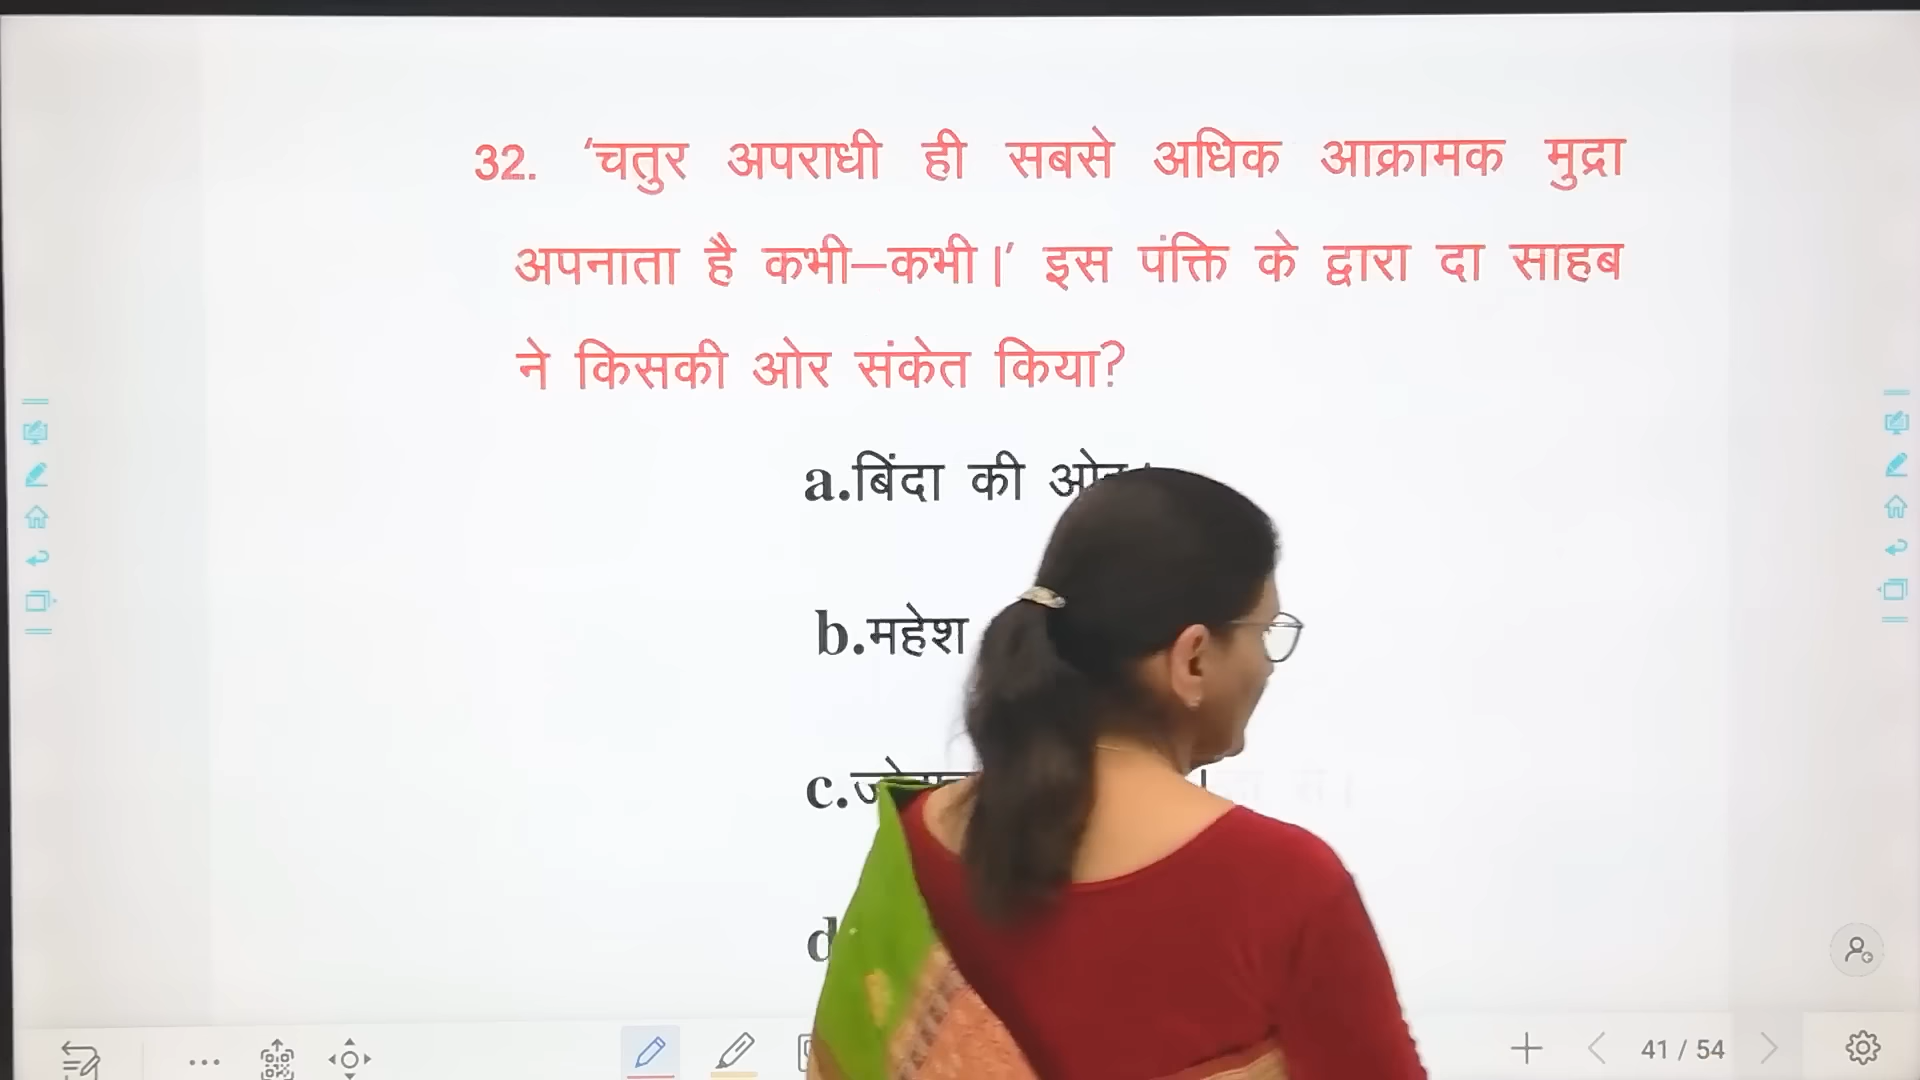 32. ‘चतुर अपराधी ही सबसे अधिक आक्रामक मुद्रा
अपनाता है कभी–कभी।’ इस पंक्ति के द्वारा दा साहब
ने किसकी ओर संकेत किया?
a.बिंदा की
b.महेश
c.
d
41 / 54